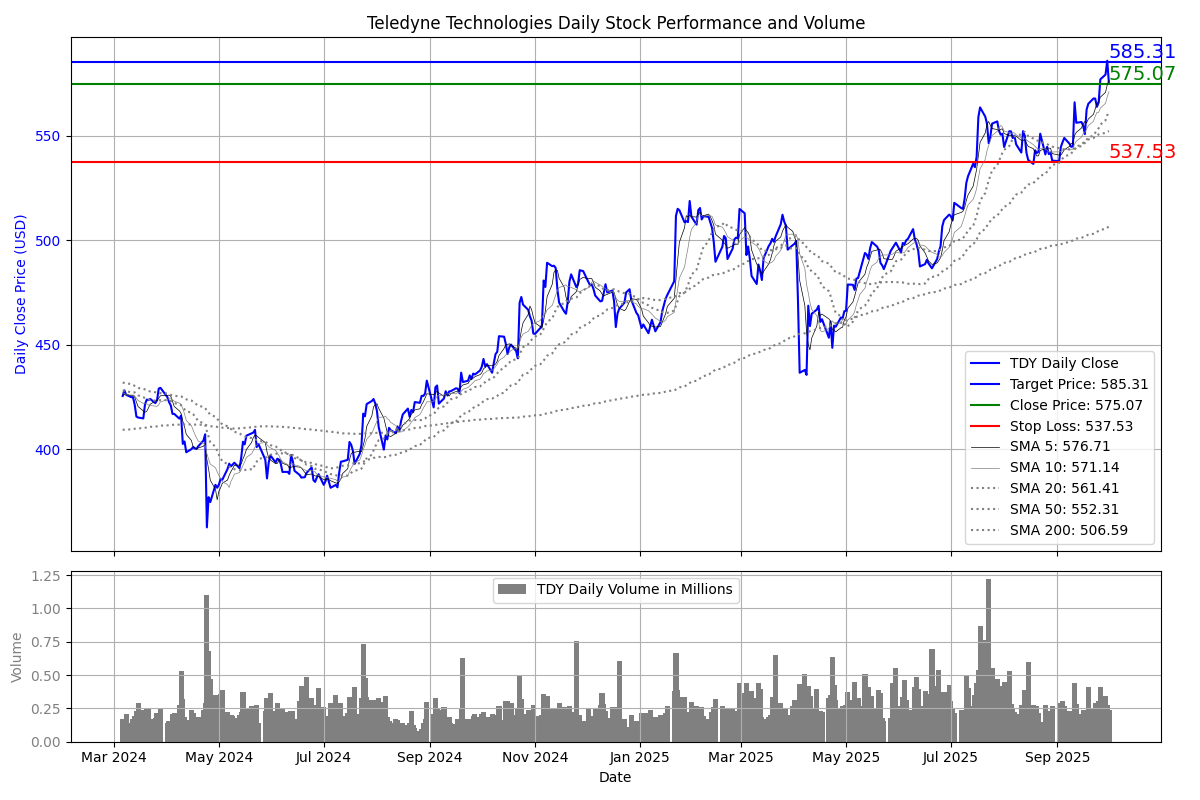 Teledyne Technologies Daily Stock Performance and Volume
585.31
575.07
550
537.53
500
450
400
Daily Close Price (USD)
TDY Daily Close
Target Price: 585.31
Close Price: 575.07
Stop Loss: 537.53
SMA 5: 576.71
SMA 10: 571.14
SMA 20: 561.41
SMA 50: 552.31
SMA 200: 506.59
1.25
1.00
0.75
0.50
0.25
0.00
Volume
TDY Daily Volume in Millions
Mar 2024
May 2024
Jul 2024
Sep 2024
Nov 2024
Jan 2025
Mar 2025
May 2025
Jul 2025
Sep 2025
Date